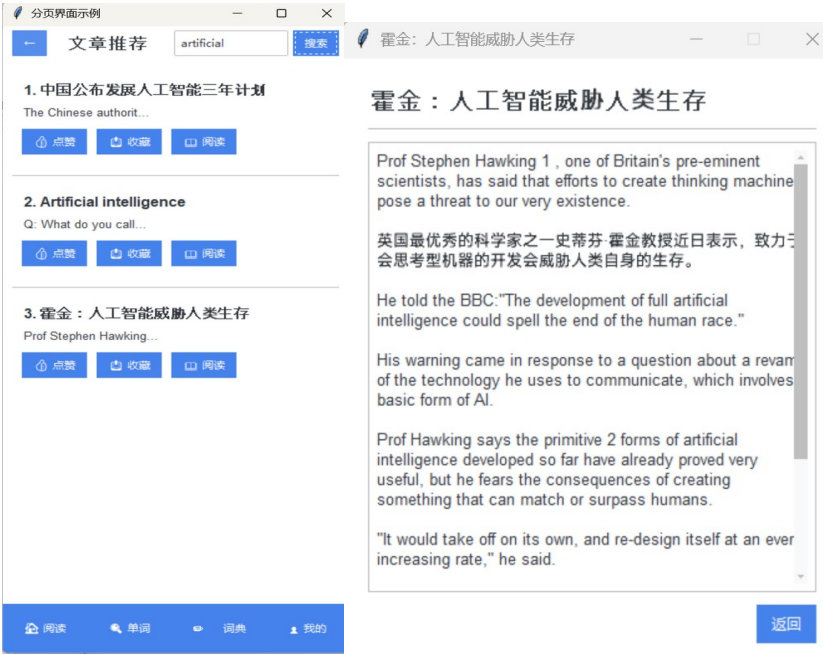 分页界面示例
← 文章推荐 artificial 搜索
1. 中国公布发展人工智能三年计划
The Chinese authorit...
点赞 收藏 阅读
2. Artificial intelligence
Q: What do you call...
点赞 收藏 阅读
3. 霍金：人工智能威胁人类生存
Prof Stephen Hawking...
点赞 收藏 阅读
阅读 单词 词典 我的
霍金：人工智能威胁人类生存
霍金：人工智能威胁人类生存
Prof Stephen Hawking 1 , one of Britain's pre-eminent
scientists, has said that efforts to create thinking machine
pose a threat to our very existence.
英国最优秀的科学家之一史蒂芬·霍金教授近日表示，致力于
会思考型机器的开发会威胁人类自身的生存。
He told the BBC:"The development of full artificial
intelligence could spell the end of the human race."
His warning came in response to a question about a revam
of the technology he uses to communicate, which involves
basic form of AI.
Prof Hawking says the primitive 2 forms of artificial
intelligence developed so far have already proved very
useful, but he fears the consequences of creating
something that can match or surpass humans.
"It would take off on its own, and re-design itself at an ever
increasing rate," he said.
返回